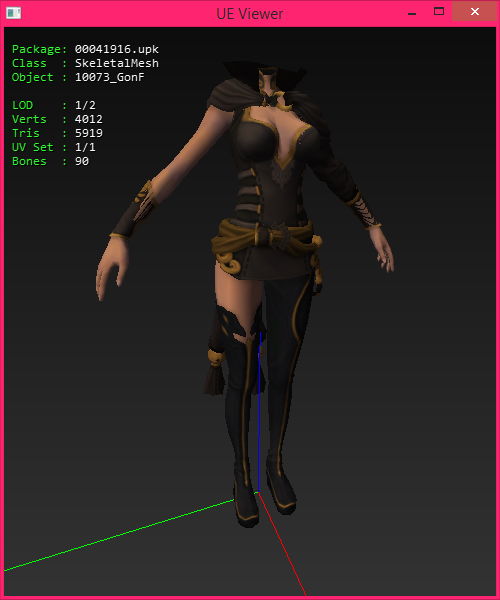 UE Viewer
Package: 00041916.upk
Class : SkeletalMesh
Object : 10073_GonF
LOD : 1/2
Verts : 4012
Tris : 5919
UV Set : 1/1
Bones : 90